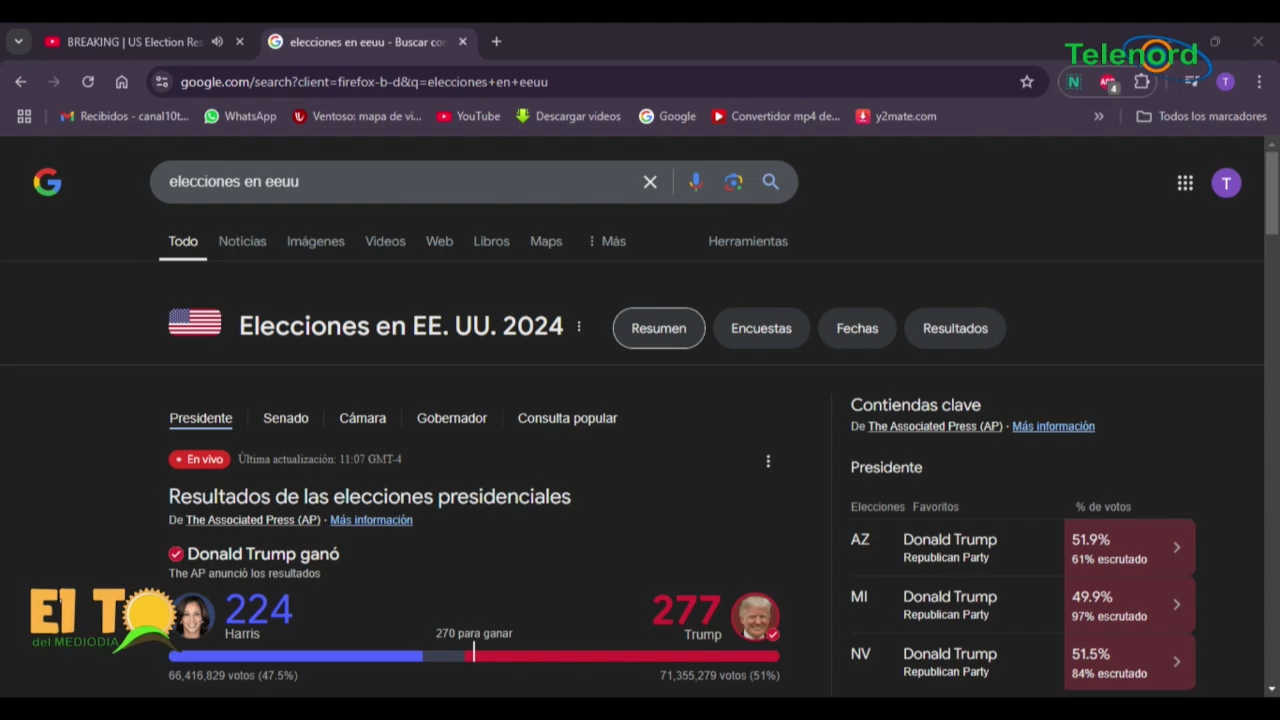 BREAKING | US Election Res
elecciones en eeuu - Buscar con
Telenord
google.com/search?client=firefox-b-d&q=elecciones+en+eeuu
N
4
T
Recibidos - canal10t...
WhatsApp
Ventoso: mapa de vi...
YouTube
Descargar videos
Google
Convertidor mp4 de...
y2mate.com
Todos los marcadores
elecciones en eeuu
T
Todo
Noticias
Imágenes
Videos
Web
Libros
Maps
Más
Herramientas
Elecciones en EE. UU. 2024
Resumen
Encuestas
Fechas
Resultados
Presidente
Senado
Cámara
Gobernador
Consulta popular
En vivo
Última actualización: 11:07 GMT-4
Resultados de las elecciones presidenciales
De The Associated Press (AP) · Más información
Donald Trump ganó
The AP anunció los resultados
224
Harris
270 para ganar
277
Trump
66,416,829 votos (47.5%)
71,355,279 votos (51%)
Contiendas clave
De The Associated Press (AP) · Más información
Presidente
Elecciones Favoritos % de votos
AZ Donald Trump 51.9%
Republican Party 61% escrutado
MI Donald Trump 49.9%
Republican Party 97% escrutado
NV Donald Trump 51.5%
Republican Party 84% escrutado
El T
del MEDIODIA